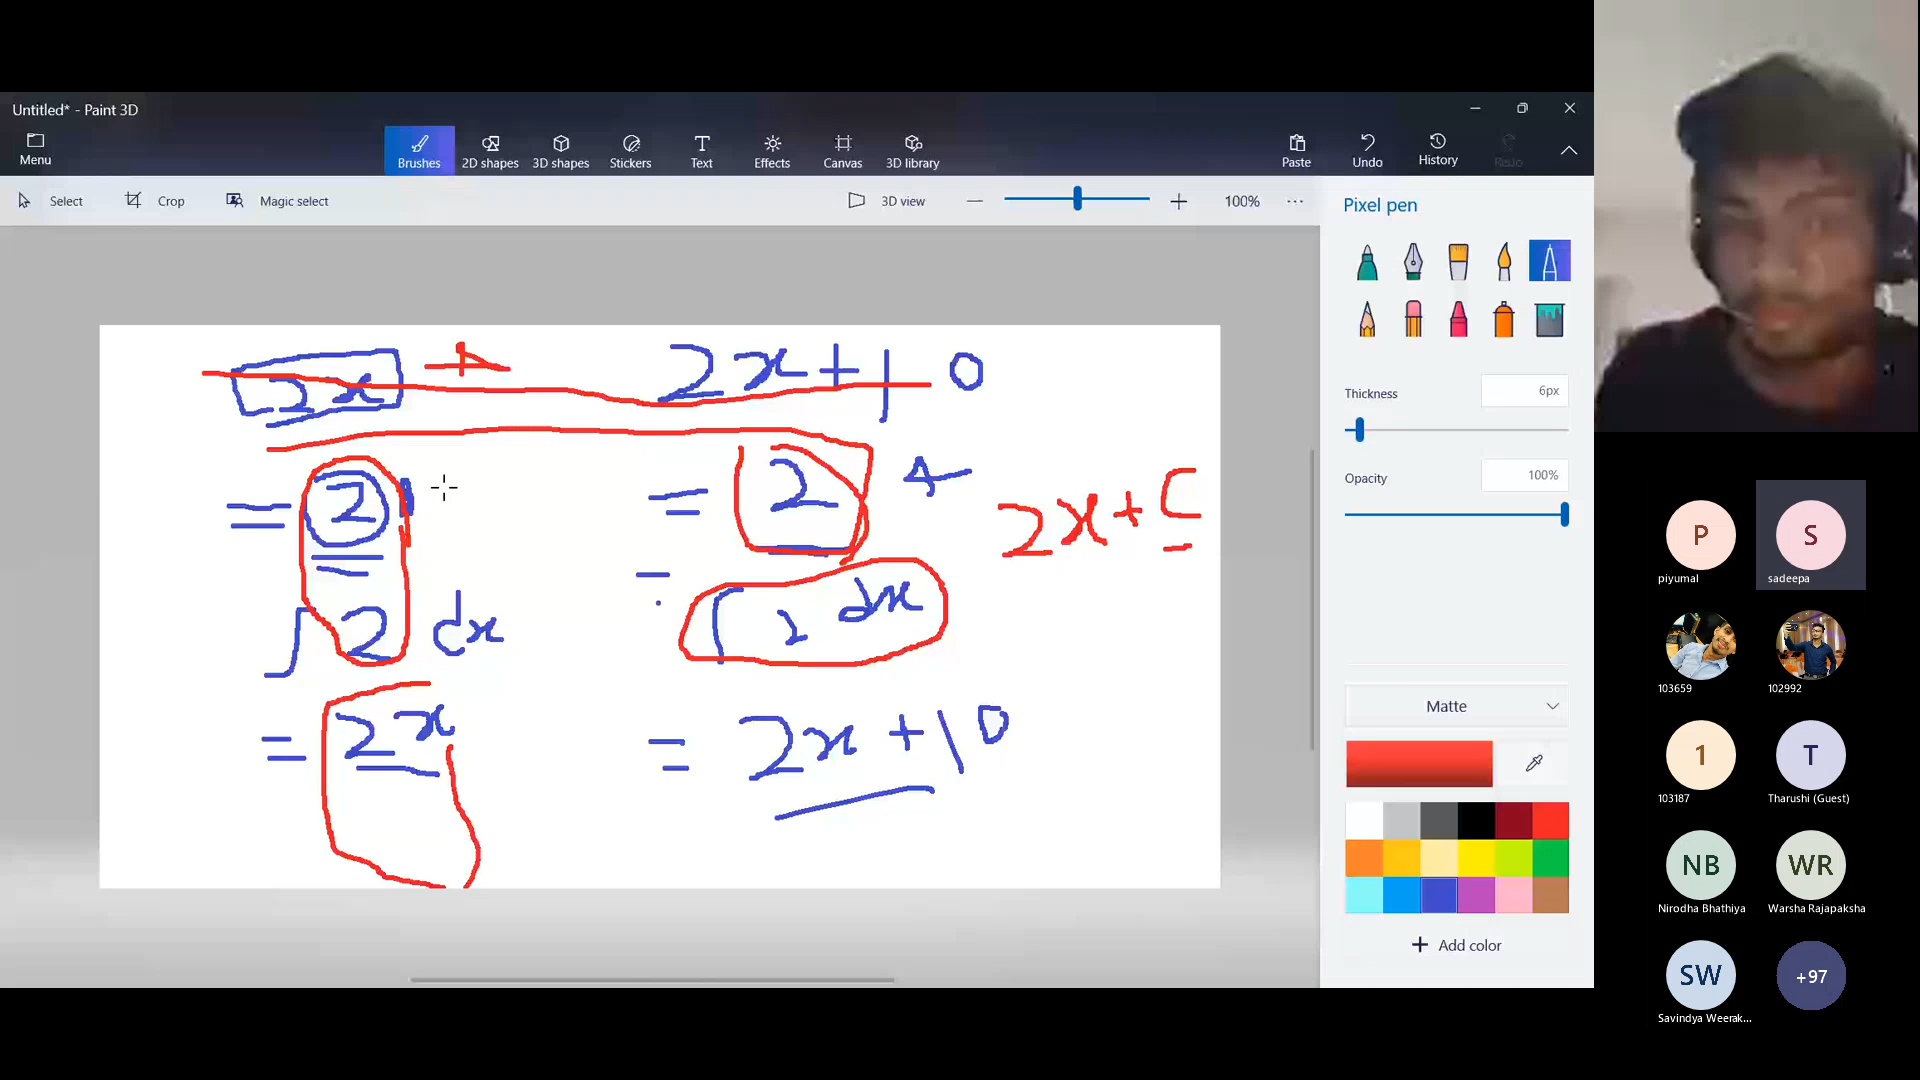 Untitled* - Paint 3D
Menu
Brushes
2D shapes
3D shapes
Stickers
Text
Effects
Canvas
3D library
Paste
Undo
History
Redo
Select
Crop
Magic select
3D view
100%
Pixel pen
Thickness
6px
Opacity
100%
Matte
Add color
2x
2x+10
= 2
= 2
2x+C
∫ 2 dx
= ∫ 2 dx
= 2x
= 2x+10
P
piyumal
S
sadeepa
103659
102992
1
103187
T
Tharushi (Guest)
NB
Nirodha Bhathiya
WR
Warsha Rajapaksha
SW
Savindya Weerak...
+97